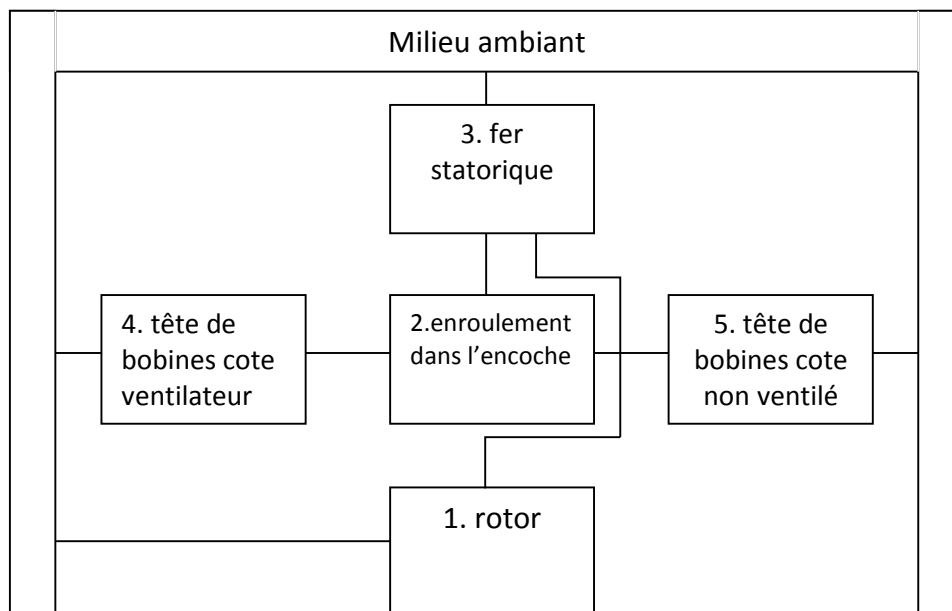 Milieu ambiant
3. fer
statorique
4. tête de
bobines cote
ventilateur
2.enroulement
dans l’encoche
5. tête de
bobines cote
non ventilé
1. rotor